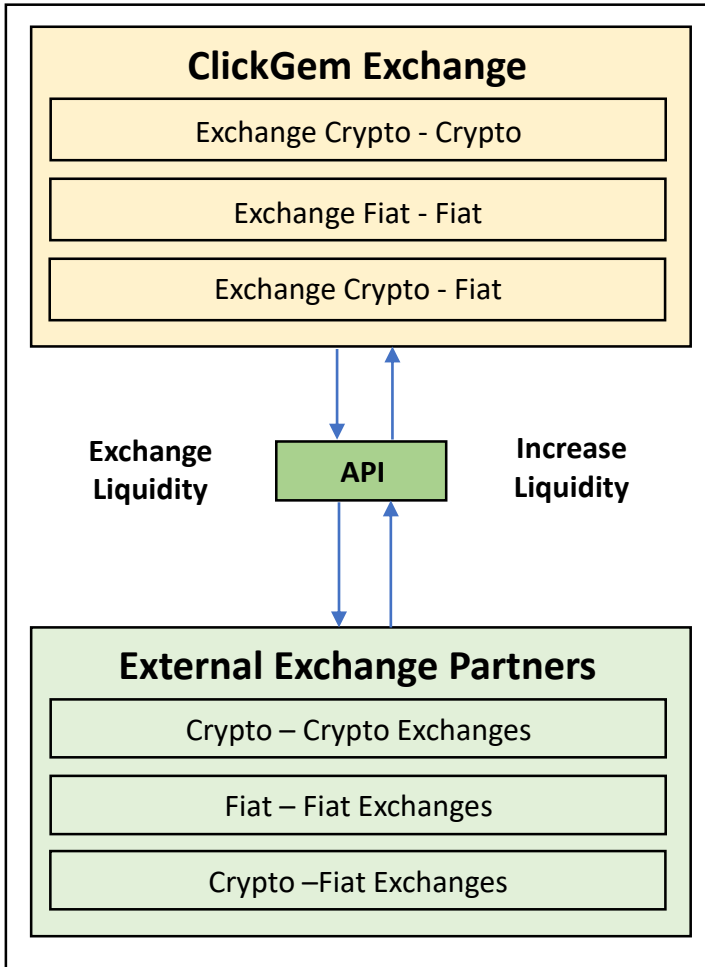 ClickGem Exchange
Exchange Crypto - Crypto
Exchange Fiat - Fiat
Exchange Crypto - Fiat
Exchange
Liquidity
API
Increase
Liquidity
External Exchange Partners
Crypto – Crypto Exchanges
Fiat – Fiat Exchanges
Crypto –Fiat Exchanges